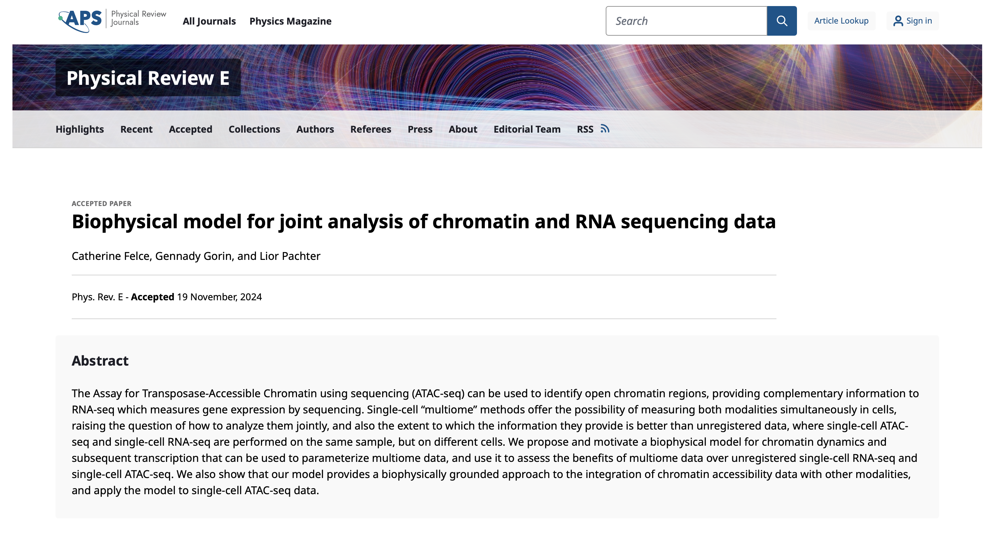 APS Physical Review Journals
All Journals
Physics Magazine
Search
Article Lookup
Sign in
Physical Review E
Highlights
Recent
Accepted
Collections
Authors
Referees
Press
About
Editorial Team
RSS
ACCEPTED PAPER
Biophysical model for joint analysis of chromatin and RNA sequencing data
Catherine Felce, Gennady Gorin, and Lior Pachter
Phys. Rev. E - Accepted 19 November, 2024
Abstract
The Assay for Transposase-Accessible Chromatin using sequencing (ATAC-seq) can be used to identify open chromatin regions, providing complementary information to
RNA-seq which measures gene expression by sequencing. Single-cell “multiome” methods offer the possibility of measuring both modalities simultaneously in cells,
raising the question of how to analyze them jointly, and also the extent to which the information they provide is better than unregistered data, where single-cell ATAC-
seq and single-cell RNA-seq are performed on the same sample, but on different cells. We propose and motivate a biophysical model for chromatin dynamics and
subsequent transcription that can be used to parameterize multiome data, and use it to assess the benefits of multiome data over unregistered single-cell RNA-seq and
single-cell ATAC-seq. We also show that our model provides a biophysically grounded approach to the integration of chromatin accessibility data with other modalities,
and apply the model to single-cell ATAC-seq data.